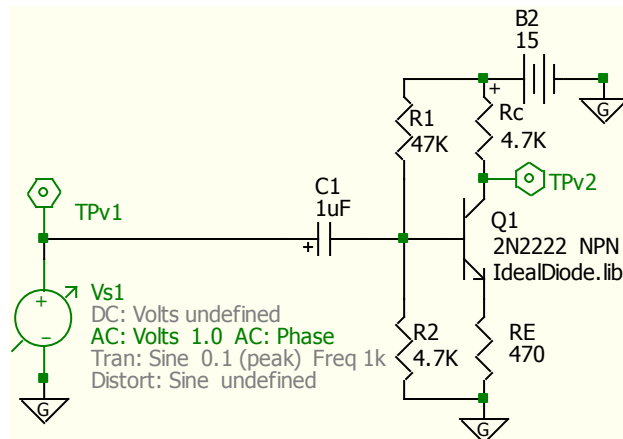 B2
15
+
G
R1
47K
Rc
4.7K
TPv1
C1
1uF
+
TPv2
Q1
2N2222 NPN
IdealDiode.lib
Vs1
DC: Volts undefined
AC: Volts 1.0 AC: Phase
Tran: Sine 0.1 (peak) Freq 1k
Distort: Sine undefined
R2
4.7K
RE
470
G
G